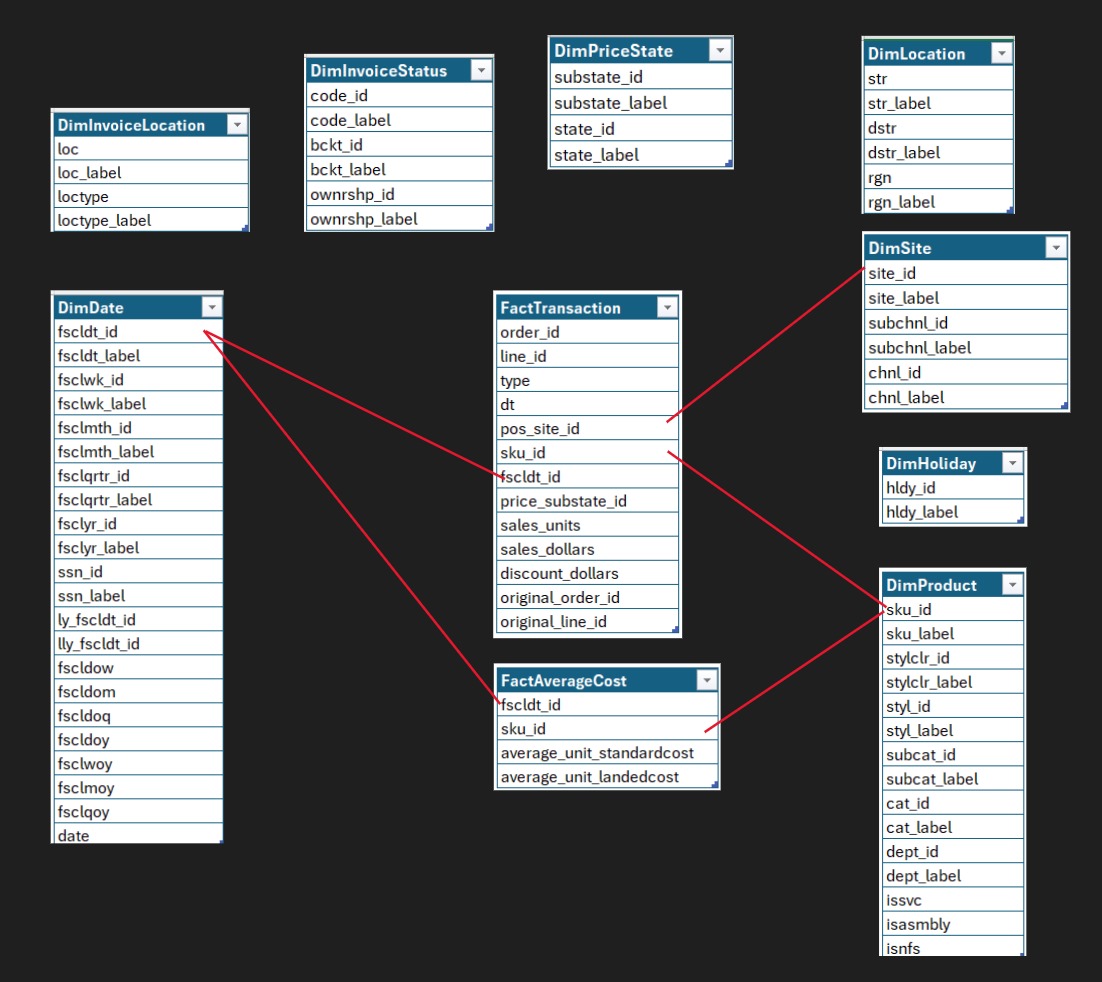 DimInvoiceLocation
loc
loc_label
loctype
loctype_label
DimInvoiceStatus
code_id
code_label
bckt_id
bckt_label
ownrshp_id
ownrshp_label
DimPriceState
substate_id
substate_label
state_id
state_label
DimLocation
str
str_label
dstr
dstr_label
rgn
rgn_label
DimSite
site_id
site_label
subchnl_id
subchnl_label
chnl_id
chnl_label
DimDate
fscldt_id
fscldt_label
fsclwk_id
fsclwk_label
fsclmth_id
fsclmth_label
fsclqrtr_id
fsclqrtr_label
fsclyr_id
fsclyr_label
ssn_id
ssn_label
ly_fscldt_id
lly_fscldt_id
fscldow
fscldom
fscldoq
fscldoy
fsclwoy
fsclmoy
fsclqoy
date
FactTransaction
order_id
line_id
type
dt
pos_site_id
sku_id
fscldt_id
price_substate_id
sales_units
sales_dollars
discount_dollars
original_order_id
original_line_id
FactAverageCost
fscldt_id
sku_id
average_unit_standardcost
average_unit_landedcost
DimHoliday
hldy_id
hldy_label
DimProduct
sku_id
sku_label
stylclr_id
stylclr_label
styl_id
styl_label
subcat_id
subcat_label
cat_id
cat_label
dept_id
dept_label
issvc
isasmbly
isnfs